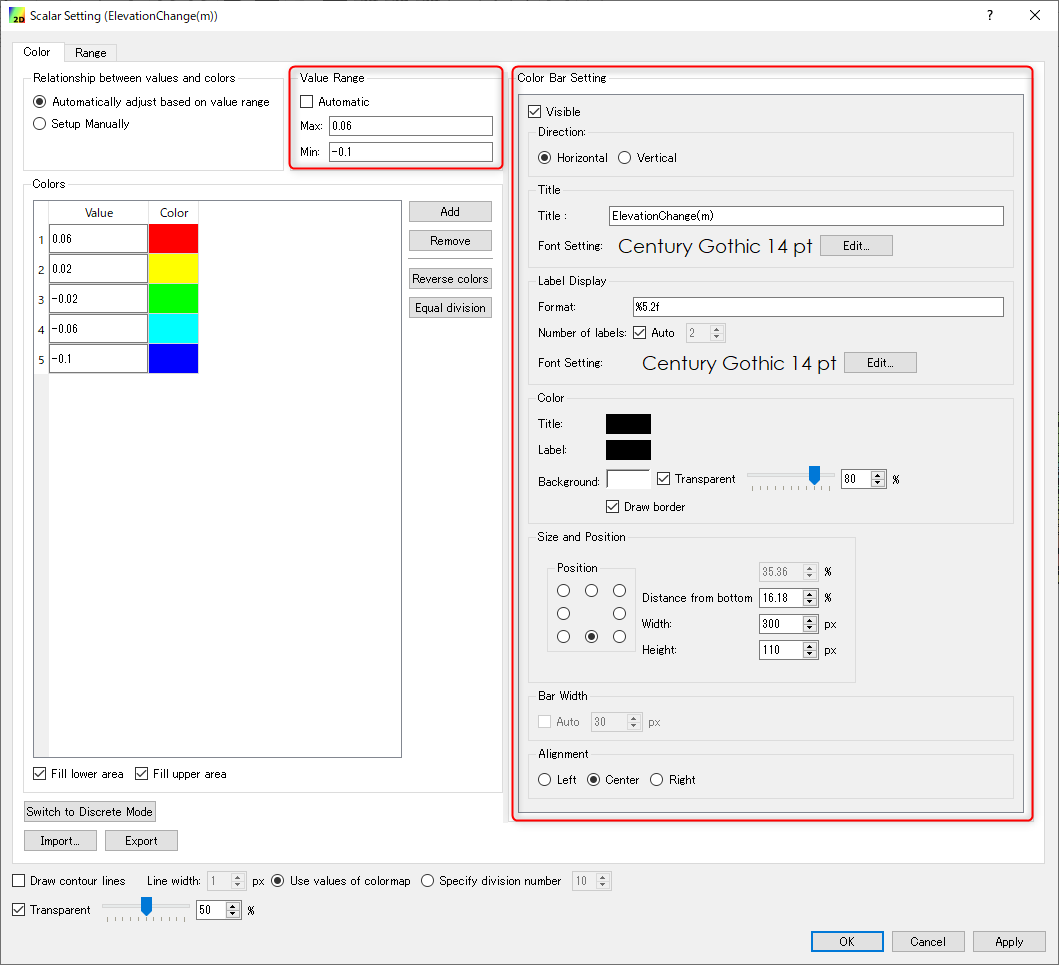 2D Scalar Setting (ElevationChange(m)) ?
Color Range
Relationship between values and colors
Automatically adjust based on value range
Setup Manually
Value Range
Automatic
Max: 0.06
Min: -0.1
Colors
Value Color
1 0.06
2 0.02
3 -0.02
4 -0.06
5 -0.1
Add
Remove
Reverse colors
Equal division
Fill lower area Fill upper area
Switch to Discrete Mode
Import... Export
Color Bar Setting
Visible
Direction:
Horizontal Vertical
Title
Title : ElevationChange(m)
Font Setting: Century Gothic 14 pt Edit...
Label Display
Format: %5.2f
Number of labels: Auto 2
Font Setting: Century Gothic 14 pt Edit...
Color
Title:
Label:
Background: Transparent 80 %
Draw border
Size and Position
Position
35.36 %
Distance from bottom 16.18 %
Width: 300 px
Height: 110 px
Bar Width
Auto 30 px
Alignment
Left Center Right
Draw contour lines Line width: 1 px Use values of colormap Specify division number 10
Transparent 50 %
OK Cancel Apply